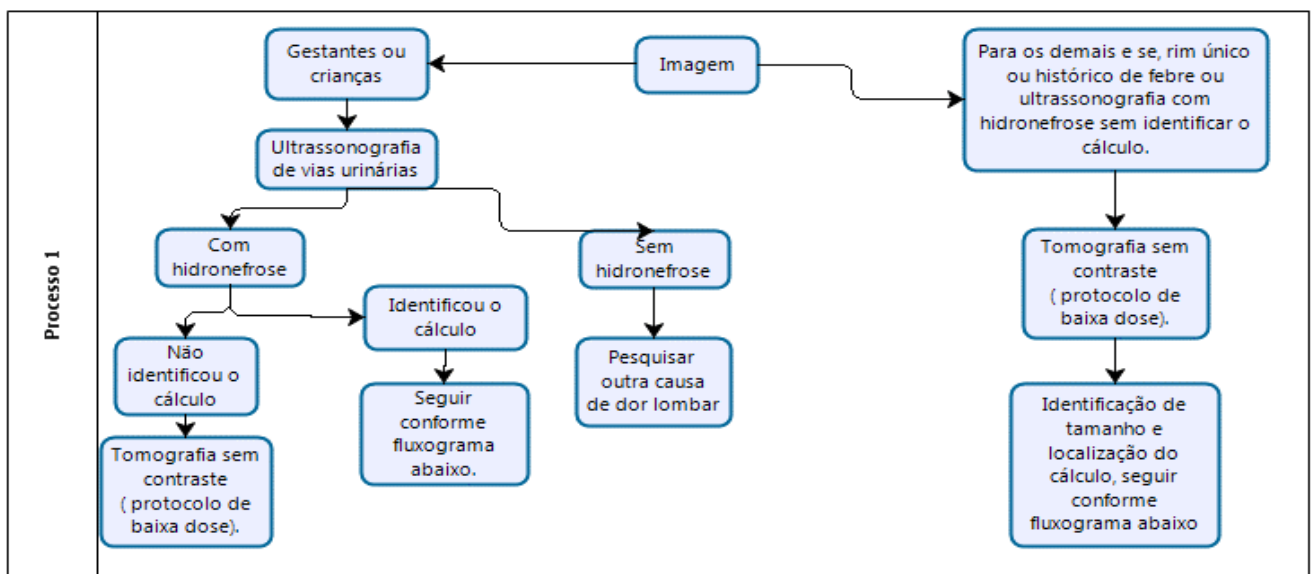 Processo 1
Imagem
Gestantes ou
crianças
Ultrassonografia
de vias urinárias
Com
hidronefrose
Não
identificou o
cálculo
Tomografia sem
contraste
( protocolo de
baixa dose).
Identificou o
cálculo
Seguir
conforme
fluxograma
abaixo.
Sem
hidronefrose
Pesquisar
outra causa
de dor lombar
Para os demais e se, rim único
ou histórico de febre ou
ultrassonografia com
hidronefrose sem identificar o
cálculo.
Tomografia sem
contraste
( protocolo de
baixa dose).
Identificação de
tamanho e
localização do
cálculo, seguir
conforme
fluxograma abaixo